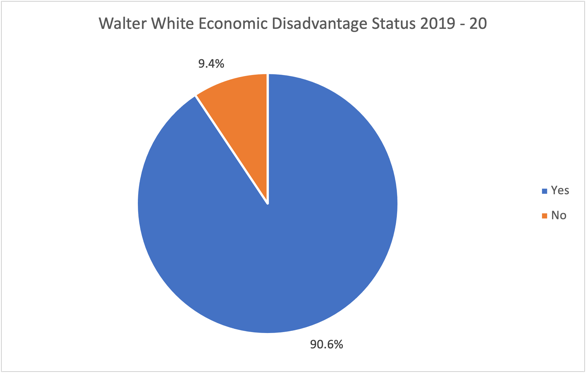 Walter White Economic Disadvantage Status 2019 - 20
9.4%
Yes
No
90.6%